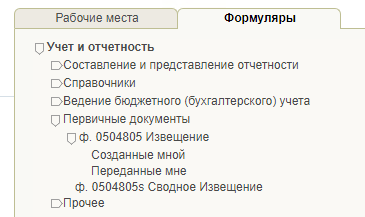 Рабочие места
Формуляры
Учет и отчетность
Составление и представление отчетности
Справочники
Ведение бюджетного (бухгалтерского) учета
Первичные документы
ф. 0504805 Извещение
Созданные мной
Переданные мне
ф. 0504805s Сводное Извещение
Прочее